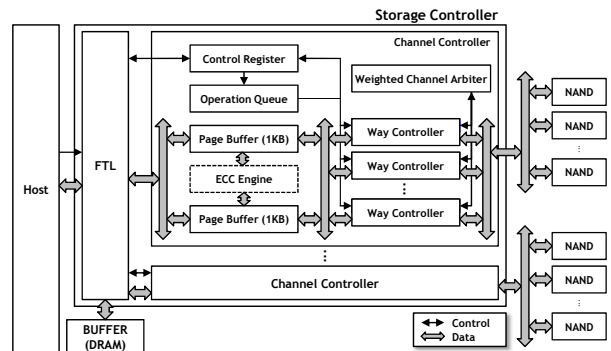 Storage Controller
Channel Controller
Control Register
Weighted Channel Arbiter
Operation Queue
NAND
Page Buffer (1KB)
Way Controller
NAND
Host
FTL
ECC Engine
Way Controller
NAND
Page Buffer (1KB)
Way Controller
Channel Controller
NAND
NAND
NAND
BUFFER
(DRAM)
Control
Data